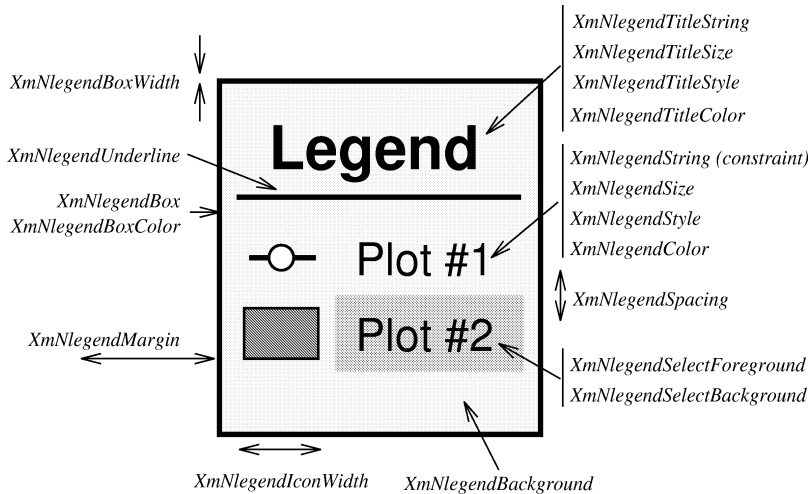 XmNlegendTitleString
XmNlegendTitleSize
XmNlegendTitleStyle
XmNlegendTitleColor
XmNlegendBoxWidth
Legend
XmNlegendUnderline
XmNlegendString (constraint)
XmNlegendSize
XmNlegendStyle
XmNlegendColor
XmNlegendBox
XmNlegendBoxColor
Plot #1
XmNlegendSpacing
Plot #2
XmNlegendMargin
XmNlegendSelectForeground
XmNlegendSelectBackground
XmNlegendIconWidth
XmNlegendBackground